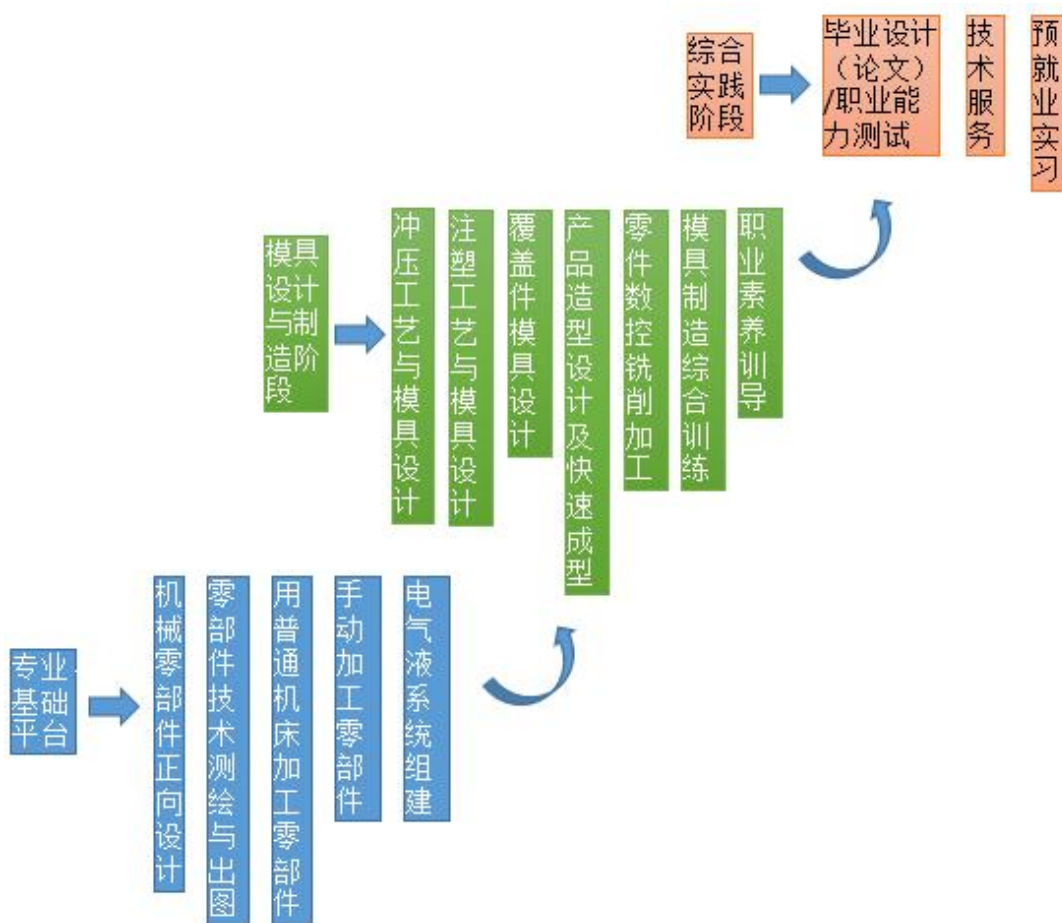 综合
实践
阶段
毕业设计
（论文）
/职业能
力测试
技术服务
预就业实习
模具
设计
与制
造阶
段
冲压工艺与模具设计
注塑工艺与模具设计
覆盖件模具设计
产品造型设计及快速成型
零件数控铣削加工
模具制造综合训练
职业素养训导
专业
基础
平台
机械零部件正向设计
零部件技术测绘与出图
用普通机床加工零部件
手动加工零部件
电气液系统组建